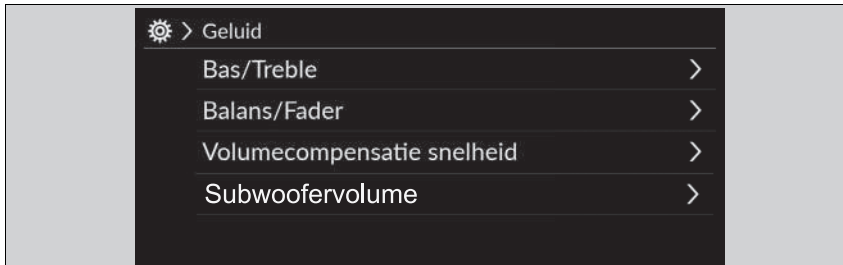 Geluid
Bas/Treble
Balans/Fader
Volumecompensatie snelheid
Subwoofervolume